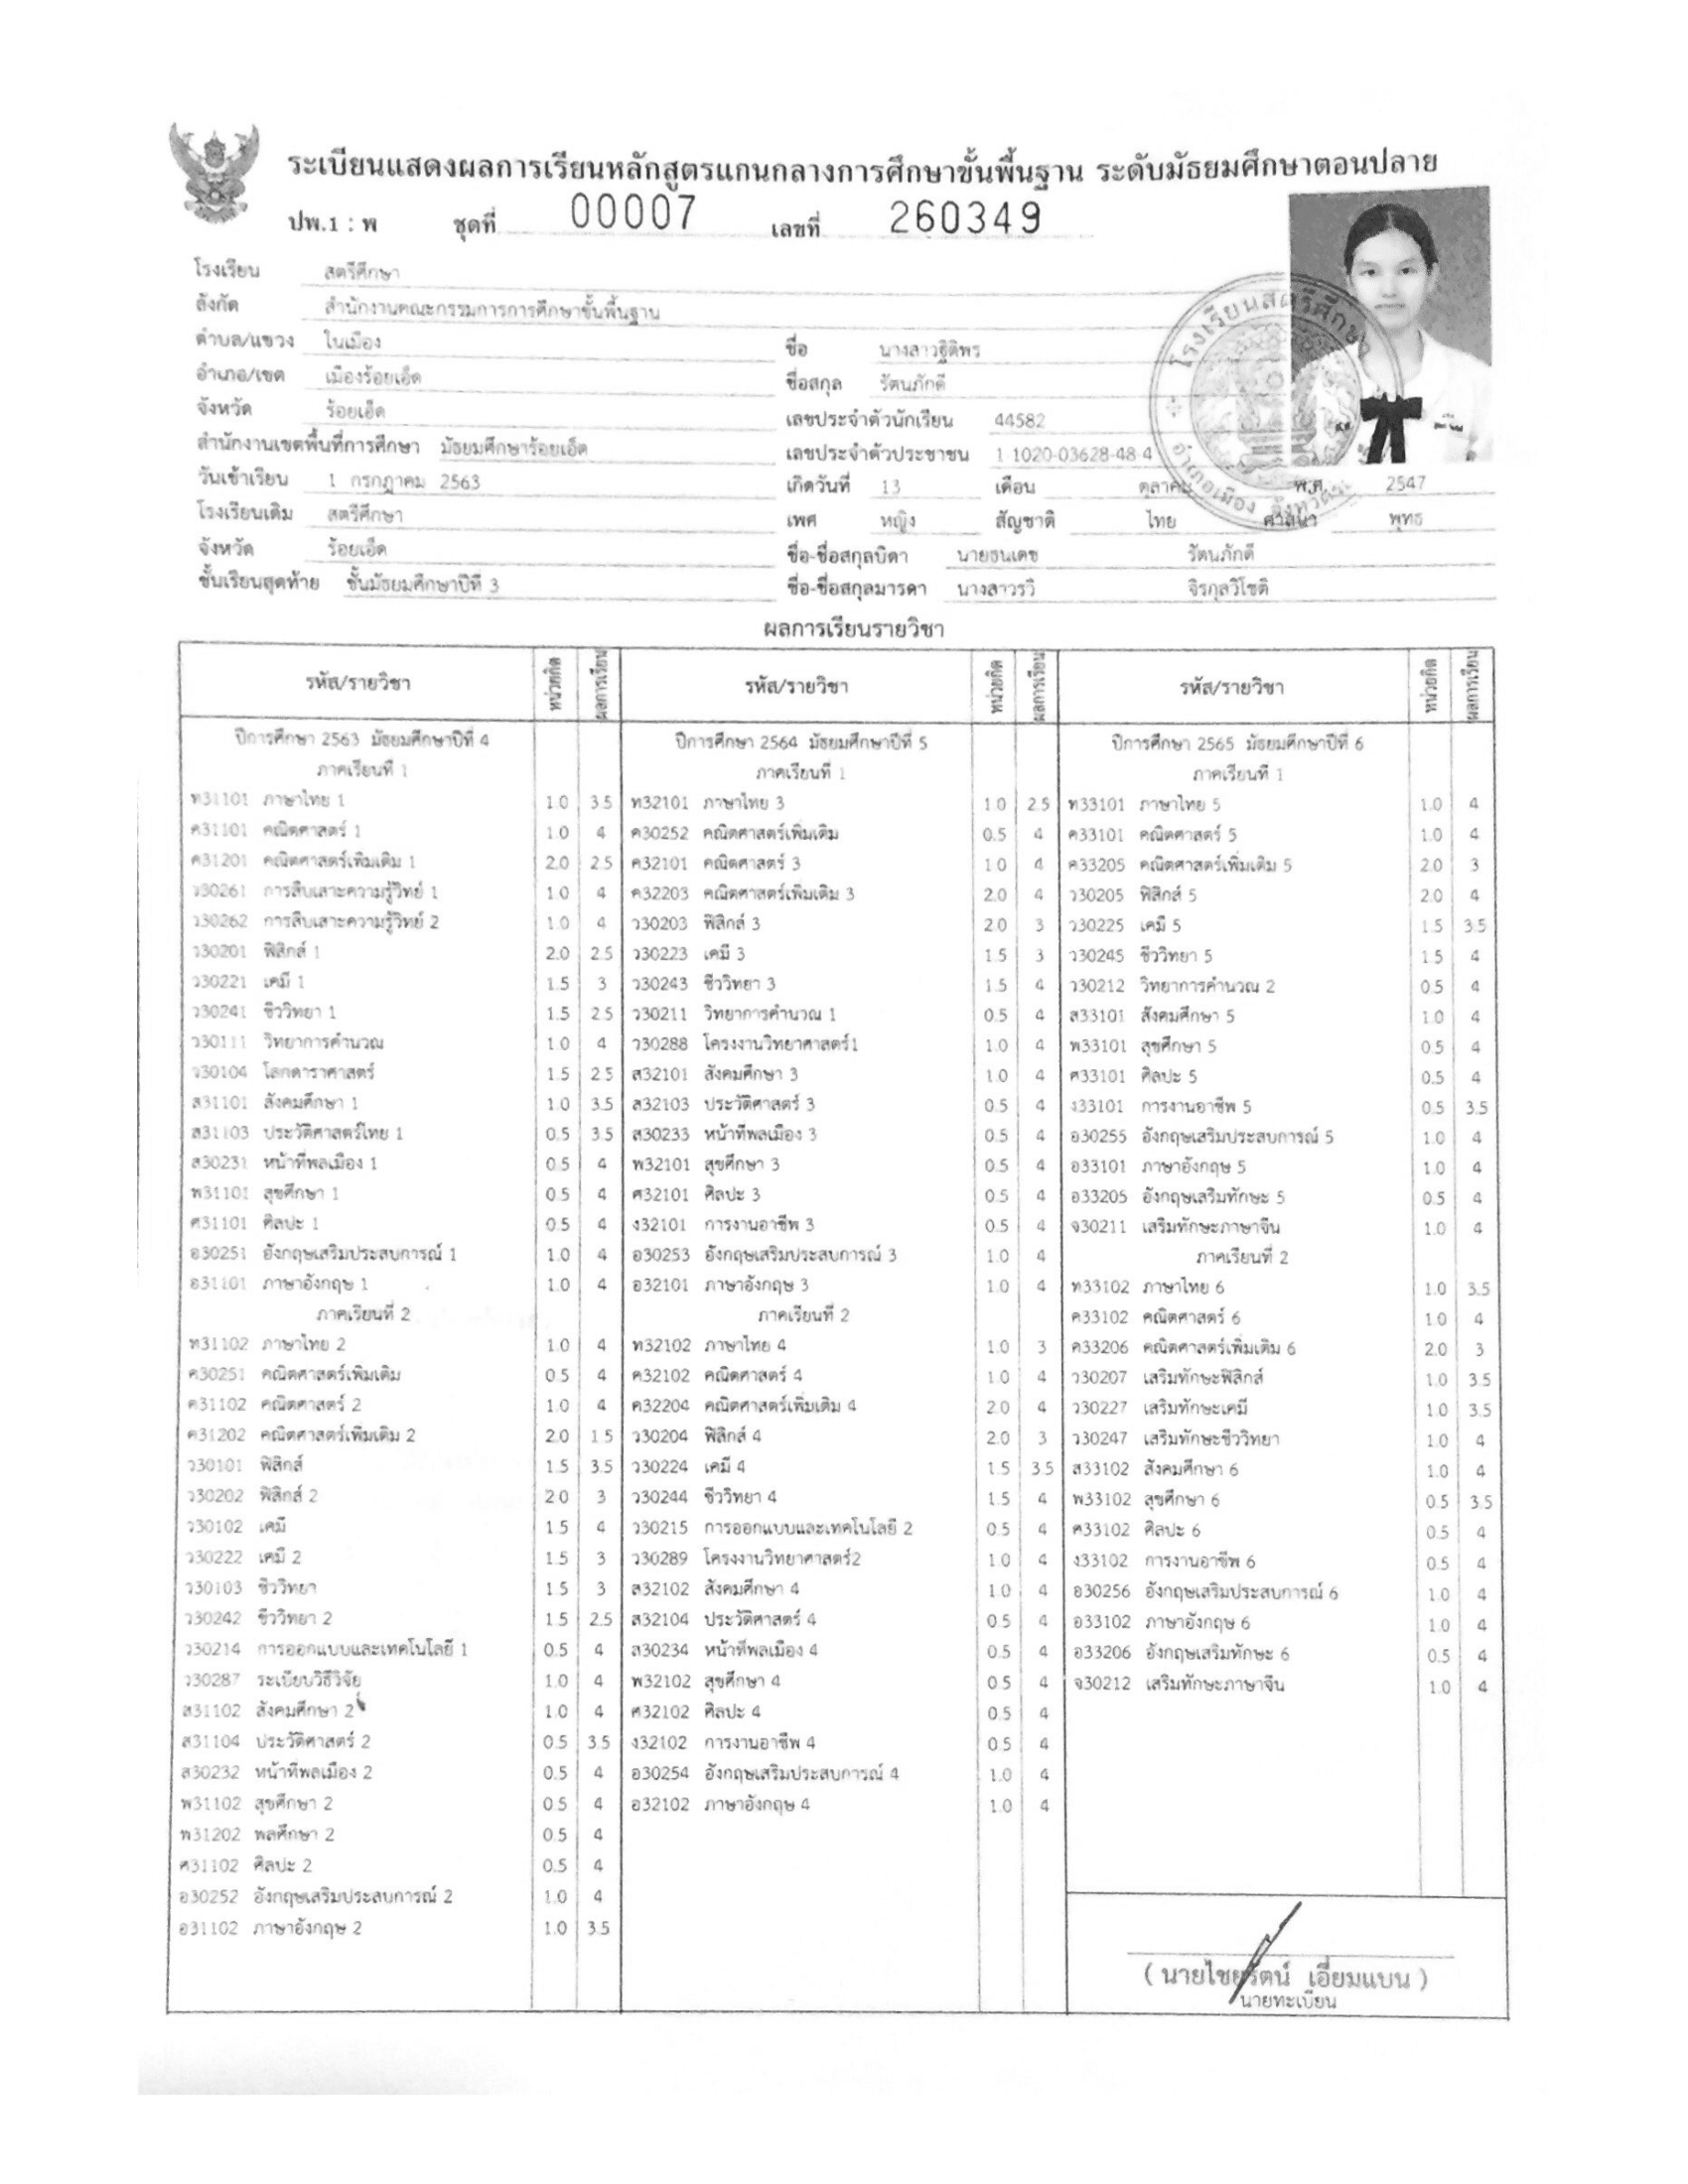 ระเบียนแสดงผลการเรียนหลักสูตรแกนกลางการศึกษาขั้นพื้นฐาน ระดับมัธยมศึกษาตอนปลาย
ปพ.1 : พ ชุดที่ 00007 เลขที่ 260349
โรงเรียน สตรีศึกษา
สังกัด สำนักงานคณะกรรมการการศึกษาขั้นพื้นฐาน
ตำบล/แขวง ในเมือง
อำเภอ/เขต เมืองร้อยเอ็ด
จังหวัด ร้อยเอ็ด
สำนักงานเขตพื้นที่การศึกษา มัธยมศึกษาร้อยเอ็ด
วันเข้าเรียน 1 กรกฎาคม 2563
โรงเรียนเดิม สตรีศึกษา
จังหวัด ร้อยเอ็ด
ชั้นเรียนสุดท้าย ชั้นมัธยมศึกษาปีที่ 3
ชื่อ นางสาวฐิติพร
ชื่อสกุล รัตนภักดี
เลขประจำตัวนักเรียน 44582
เลขประจำตัวประชาชน 1 1020-03628-48-4
เกิดวันที่ 13 เดือน ตุลาคม พ.ศ. 2547
เพศ หญิง สัญชาติ ไทย ศาสนา พุทธ
ชื่อ-ชื่อสกุลบิดา นายธนเดช รัตนภักดี
ชื่อ-ชื่อสกุลมารดา นางสาวรวิ จิรกุลวิโชติ
โรงเรียนสตรีศึกษา
ผลการเรียนรายวิชา
รหัส/รายวิชา หน่วยกิต ผลการเรียน
ปีการศึกษา 2563 มัธยมศึกษาปีที่ 4
ภาคเรียนที่ 1
ท31101 ภาษาไทย 1 1.0 3.5
ค31101 คณิตศาสตร์ 1 1.0 4
ค31201 คณิตศาสตร์เพิ่มเติม 1 2.0 2.5
ว30261 การสืบเสาะความรู้วิทย์ 1 1.0 4
ว30262 การสืบเสาะความรู้วิทย์ 2 1.0 4
ว30201 ฟิสิกส์ 1 2.0 2.5
ว30221 เคมี 1 1.5 3
ว30241 ชีววิทยา 1 1.5 2.5
ว30111 วิทยาการคำนวณ 1.0 4
ว30104 โลกดาราศาสตร์ 1.5 2.5
ส31101 สังคมศึกษา 1 1.0 3.5
ส31103 ประวัติศาสตร์ไทย 1 0.5 3.5
ส30231 หน้าที่พลเมือง 1 0.5 4
พ31101 สุขศึกษา 1 0.5 4
ศ31101 ศิลปะ 1 0.5 4
อ30251 อังกฤษเสริมประสบการณ์ 1 1.0 4
อ31101 ภาษาอังกฤษ 1 1.0 4
ภาคเรียนที่ 2
ท31102 ภาษาไทย 2 1.0 4
ค30251 คณิตศาสตร์เพิ่มเติม 0.5 4
ค31102 คณิตศาสตร์ 2 1.0 4
ค31202 คณิตศาสตร์เพิ่มเติม 2 2.0 1.5
ว30101 ฟิสิกส์ 1.5 3.5
ว30202 ฟิสิกส์ 2 2.0 3
ว30102 เคมี 1.5 4
ว30222 เคมี 2 1.5 3
ว30103 ชีววิทยา 1.5 3
ว30242 ชีววิทยา 2 1.5 2.5
ว30214 การออกแบบและเทคโนโลยี 1 0.5 4
ว30287 ระเบียบวิธีวิจัย 1.0 4
ส31102 สังคมศึกษา 2 1.0 4
ส31104 ประวัติศาสตร์ 2 0.5 3.5
ส30232 หน้าที่พลเมือง 2 0.5 4
พ31102 สุขศึกษา 2 0.5 4
พ31202 พลศึกษา 2 0.5 4
ศ31102 ศิลปะ 2 0.5 4
อ30252 อังกฤษเสริมประสบการณ์ 2 1.0 4
อ31102 ภาษาอังกฤษ 2 1.0 3.5
รหัส/รายวิชา หน่วยกิต ผลการเรียน
ปีการศึกษา 2564 มัธยมศึกษาปีที่ 5
ภาคเรียนที่ 1
ท32101 ภาษาไทย 3 1.0 2.5
ค30252 คณิตศาสตร์เพิ่มเติม 0.5 4
ค32101 คณิตศาสตร์ 3 1.0 4
ค32203 คณิตศาสตร์เพิ่มเติม 3 2.0 4
ว30203 ฟิสิกส์ 3 2.0 3
ว30223 เคมี 3 1.5 3
ว30243 ชีววิทยา 3 1.5 4
ว30211 วิทยาการคำนวณ 1 0.5 4
ว30288 โครงงานวิทยาศาสตร์1 1.0 4
ส32101 สังคมศึกษา 3 1.0 4
ส32103 ประวัติศาสตร์ 3 0.5 4
ส30233 หน้าที่พลเมือง 3 0.5 4
พ32101 สุขศึกษา 3 0.5 4
ศ32101 ศิลปะ 3 0.5 4
ง32101 การงานอาชีพ 3 0.5 4
อ30253 อังกฤษเสริมประสบการณ์ 3 1.0 4
อ32101 ภาษาอังกฤษ 3 1.0 4
ภาคเรียนที่ 2
ท32102 ภาษาไทย 4 1.0 3
ค32102 คณิตศาสตร์ 4 1.0 4
ค32204 คณิตศาสตร์เพิ่มเติม 4 2.0 4
ว30204 ฟิสิกส์ 4 2.0 3
ว30224 เคมี 4 1.5 3.5
ว30244 ชีววิทยา 4 1.5 4
ว30215 การออกแบบและเทคโนโลยี 2 0.5 4
ว30289 โครงงานวิทยาศาสตร์2 1.0 4
ส32102 สังคมศึกษา 4 1.0 4
ส32104 ประวัติศาสตร์ 4 0.5 4
ส30234 หน้าที่พลเมือง 4 0.5 4
พ32102 สุขศึกษา 4 0.5 4
ศ32102 ศิลปะ 4 0.5 4
ง32102 การงานอาชีพ 4 0.5 4
อ30254 อังกฤษเสริมประสบการณ์ 4 1.0 4
อ32102 ภาษาอังกฤษ 4 1.0 4
รหัส/รายวิชา หน่วยกิต ผลการเรียน
ปีการศึกษา 2565 มัธยมศึกษาปีที่ 6
ภาคเรียนที่ 1
ท33101 ภาษาไทย 5 1.0 4
ค33101 คณิตศาสตร์ 5 1.0 4
ค33205 คณิตศาสตร์เพิ่มเติม 5 2.0 3
ว30205 ฟิสิกส์ 5 2.0 4
ว30225 เคมี 5 1.5 3.5
ว30245 ชีววิทยา 5 1.5 4
ว30212 วิทยาการคำนวณ 2 0.5 4
ส33101 สังคมศึกษา 5 1.0 4
พ33101 สุขศึกษา 5 0.5 4
ศ33101 ศิลปะ 5 0.5 4
ง33101 การงานอาชีพ 5 0.5 3.5
อ30255 อังกฤษเสริมประสบการณ์ 5 1.0 4
อ33101 ภาษาอังกฤษ 5 1.0 4
อ33205 อังกฤษเสริมทักษะ 5 0.5 4
จ30211 เสริมทักษะภาษาจีน 1.0 4
ภาคเรียนที่ 2
ท33102 ภาษาไทย 6 1.0 3.5
ค33102 คณิตศาสตร์ 6 1.0 4
ค33206 คณิตศาสตร์เพิ่มเติม 6 2.0 3
ว30207 เสริมทักษะฟิสิกส์ 1.0 3.5
ว30227 เสริมทักษะเคมี 1.0 3.5
ว30247 เสริมทักษะชีววิทยา 1.0 4
ส33102 สังคมศึกษา 6 1.0 4
พ33102 สุขศึกษา 6 0.5 3.5
ศ33102 ศิลปะ 6 0.5 4
ง33102 การงานอาชีพ 6 0.5 4
อ30256 อังกฤษเสริมประสบการณ์ 6 1.0 4
อ33102 ภาษาอังกฤษ 6 1.0 4
อ33206 อังกฤษเสริมทักษะ 6 0.5 4
จ30212 เสริมทักษะภาษาจีน 1.0 4
( นายไชยรัตน์ เอี่ยมแบน )
นายทะเบียน